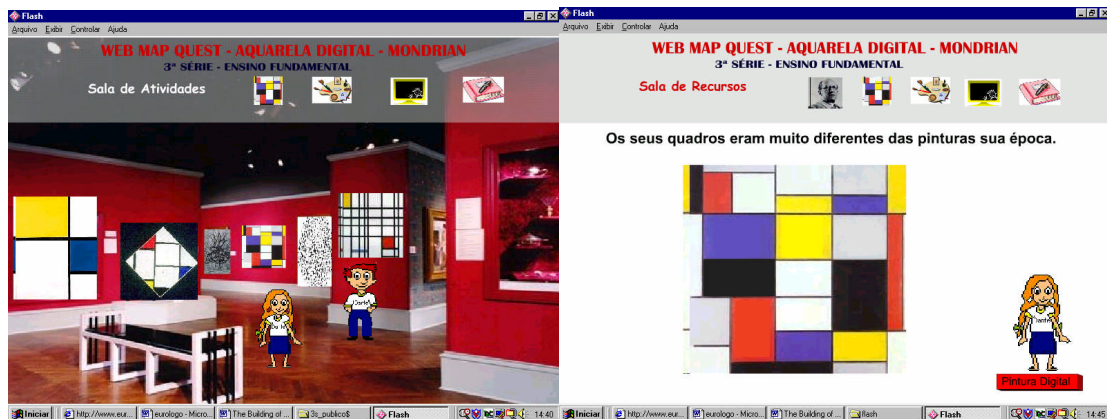 Flash
Arquivo Exibir Controlar Ajuda
WEB MAP QUEST - AQUARELA DIGITAL - MONDRIAN
3ª SÉRIE - ENSINO FUNDAMENTAL
Sala de Atividades
Dante
Dante
Iniciar http://www.eur... eurologo - Micro... The Building of ... 3s_publico$ Flash 14:40
Flash
Arquivo Exibir Controlar Ajuda
WEB MAP QUEST - AQUARELA DIGITAL - MONDRIAN
3ª SÉRIE - ENSINO FUNDAMENTAL
Sala de Recursos
Os seus quadros eram muito diferentes das pinturas sua época.
Dante
Pintura Digital
Iniciar http://www.eur... eurologo - Micro... The Building of ... flash Flash 14:45